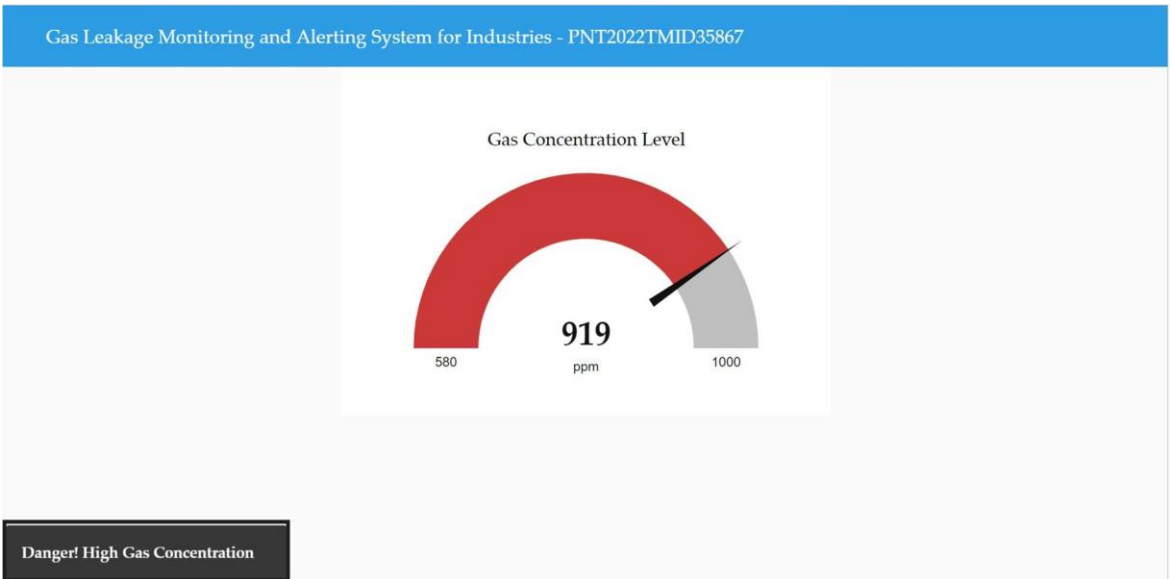 Gas Leakage Monitoring and Alerting System for Industries - PNT2022TMID35867
Gas Concentration Level
919
580
ppm
1000
Danger! High Gas Concentration